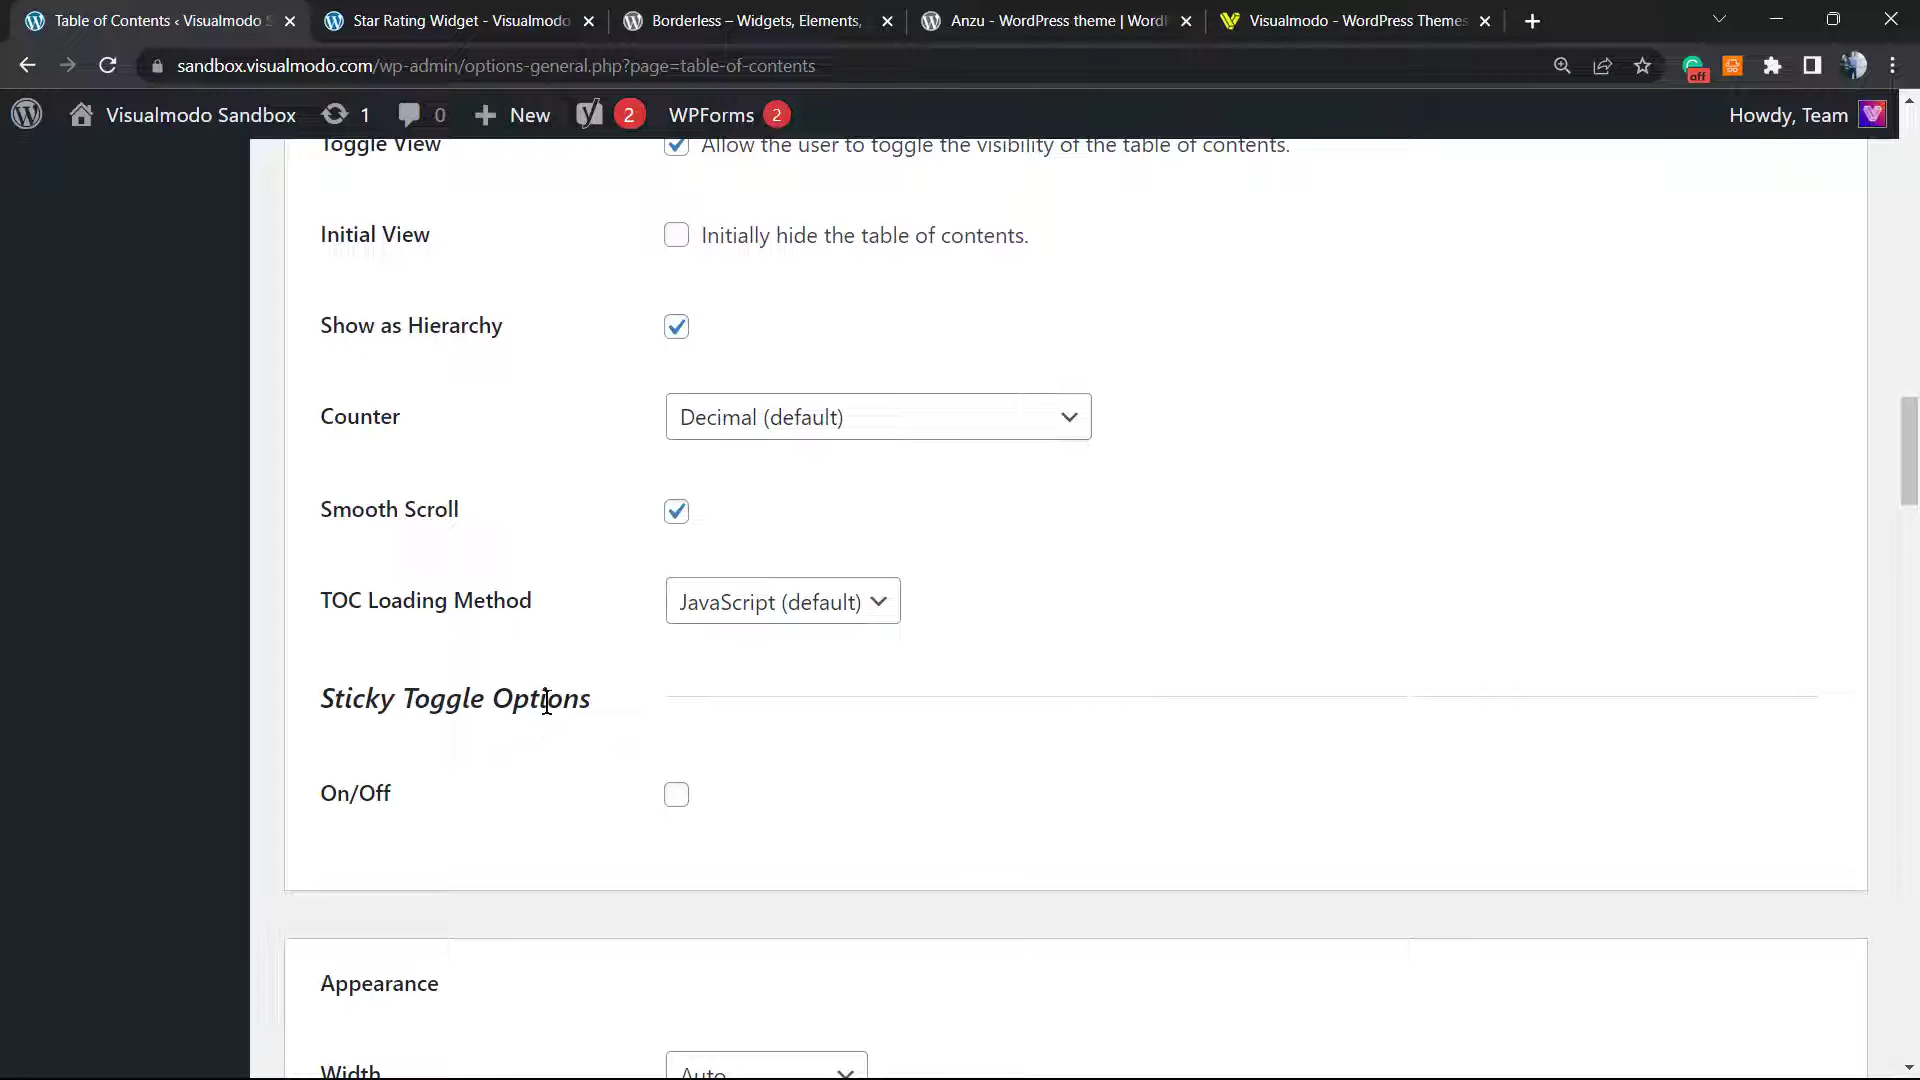 Table of Contents ‹ Visualmodo S
Star Rating Widget - Visualmodo
Borderless – Widgets, Elements,
Anzu - WordPress theme | Word
Visualmodo - WordPress Themes
sandbox.visualmodo.com/wp-admin/options-general.php?page=table-of-contents
off
Visualmodo Sandbox
1
0
New
2
WPForms
2
Howdy, Team
Toggle View
Allow the user to toggle the visibility of the table of contents.
Initial View
Initially hide the table of contents.
Show as Hierarchy
Counter
Decimal (default)
Smooth Scroll
TOC Loading Method
JavaScript (default)
Sticky Toggle Options
On/Off
Appearance
Width
Auto